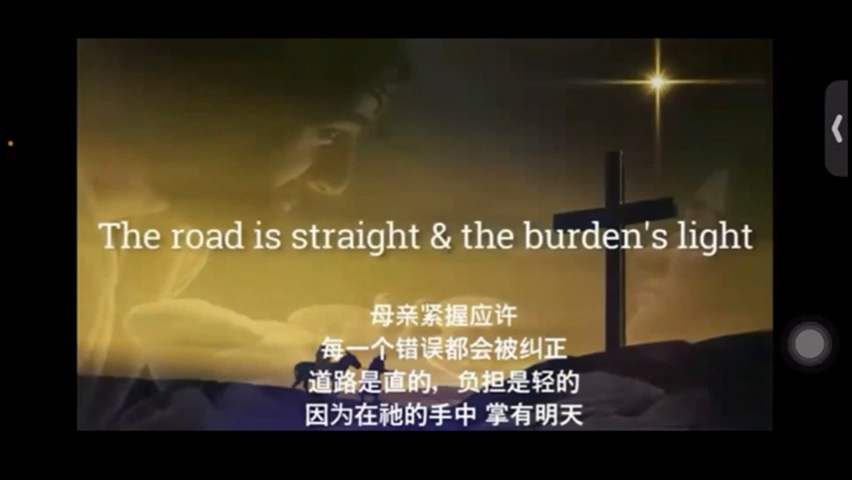 The road is straight & the burden's light
母亲紧握应许
每一个错误都会被纠正
道路是直的，负担是轻的
因为在祂的手中 掌有明天